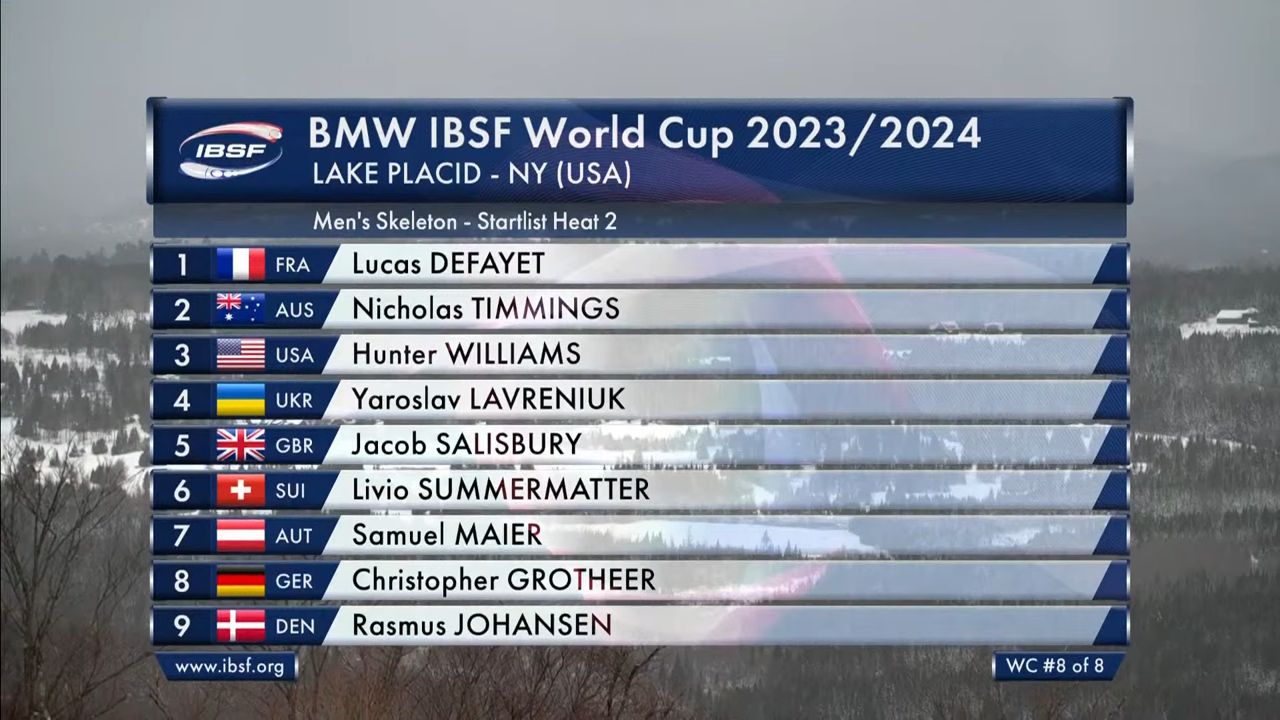 IBSF
BMW IBSF World Cup 2023/2024
LAKE PLACID - NY (USA)
Men's Skeleton - Startlist Heat 2
1 FRA Lucas DEFAYET
2 AUS Nicholas TIMMINGS
3 USA Hunter WILLIAMS
4 UKR Yaroslav LAVRENIUK
5 GBR Jacob SALISBURY
6 SUI Livio SUMMERMATTER
7 AUT Samuel MAIER
8 GER Christopher GROTHEER
9 DEN Rasmus JOHANSEN
www.ibsf.org
WC #8 of 8